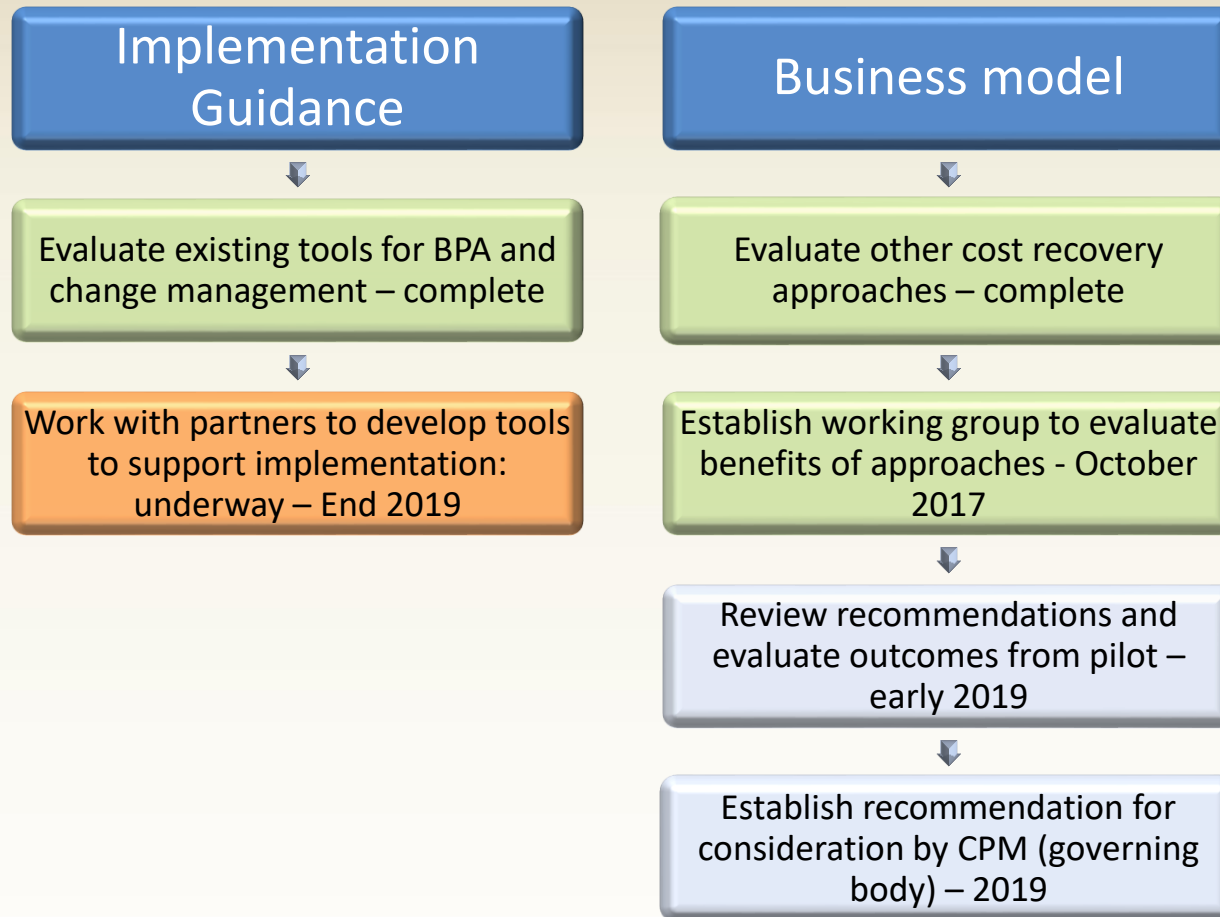 Implementation
Guidance
Evaluate existing tools for BPA and
change management – complete
Work with partners to develop tools
to support implementation:
underway – End 2019
Business model
Evaluate other cost recovery
approaches – complete
Establish working group to evaluate
benefits of approaches - October
2017
Review recommendations and
evaluate outcomes from pilot –
early 2019
Establish recommendation for
consideration by CPM (governing
body) – 2019